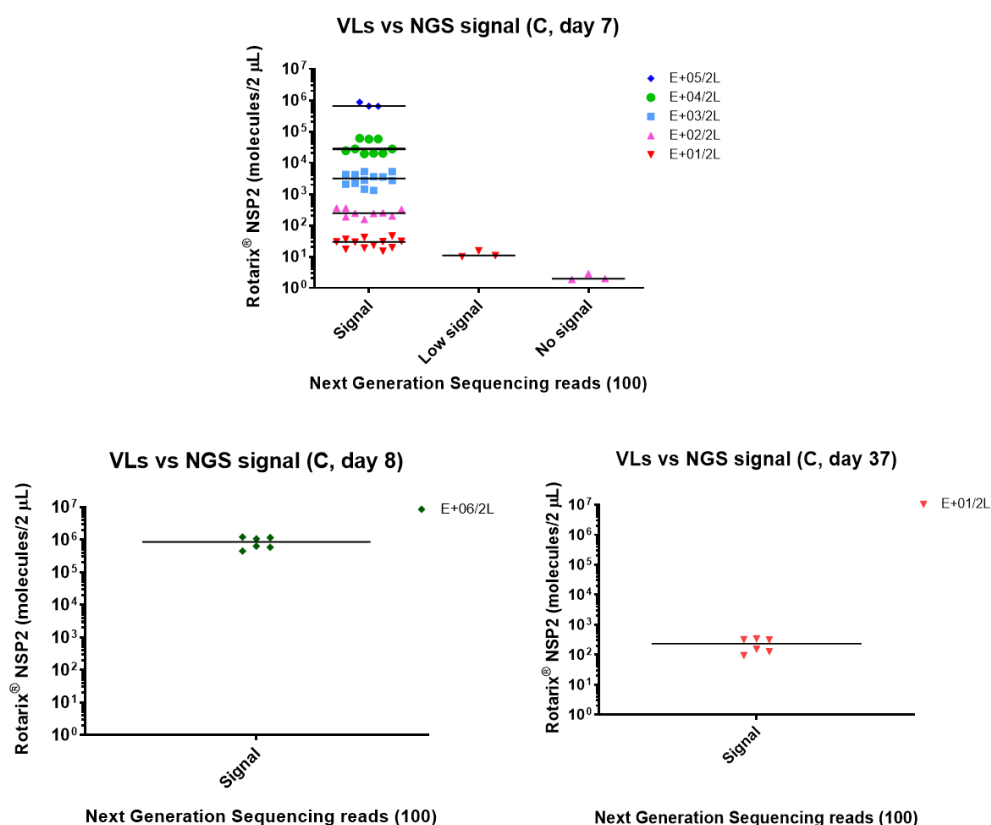 VLs vs NGS signal (C, day 7)
Rotarix® NSP2 (molecules/2 µL)
10⁷
10⁶
10⁵
10⁴
10³
10²
10¹
10⁰
Signal
Low signal
No signal
Next Generation Sequencing reads (100)
E+05/2L
E+04/2L
E+03/2L
E+02/2L
E+01/2L
VLs vs NGS signal (C, day 8)
Rotarix® NSP2 (molecules/2 µL)
10⁷
10⁶
10⁵
10⁴
10³
10²
10¹
10⁰
Signal
Next Generation Sequencing reads (100)
E+06/2L
VLs vs NGS signal (C, day 37)
Rotarix® NSP2 (molecules/2 µL)
10⁷
10⁶
10⁵
10⁴
10³
10²
10¹
10⁰
Signal
Next Generation Sequencing reads (100)
E+01/2L